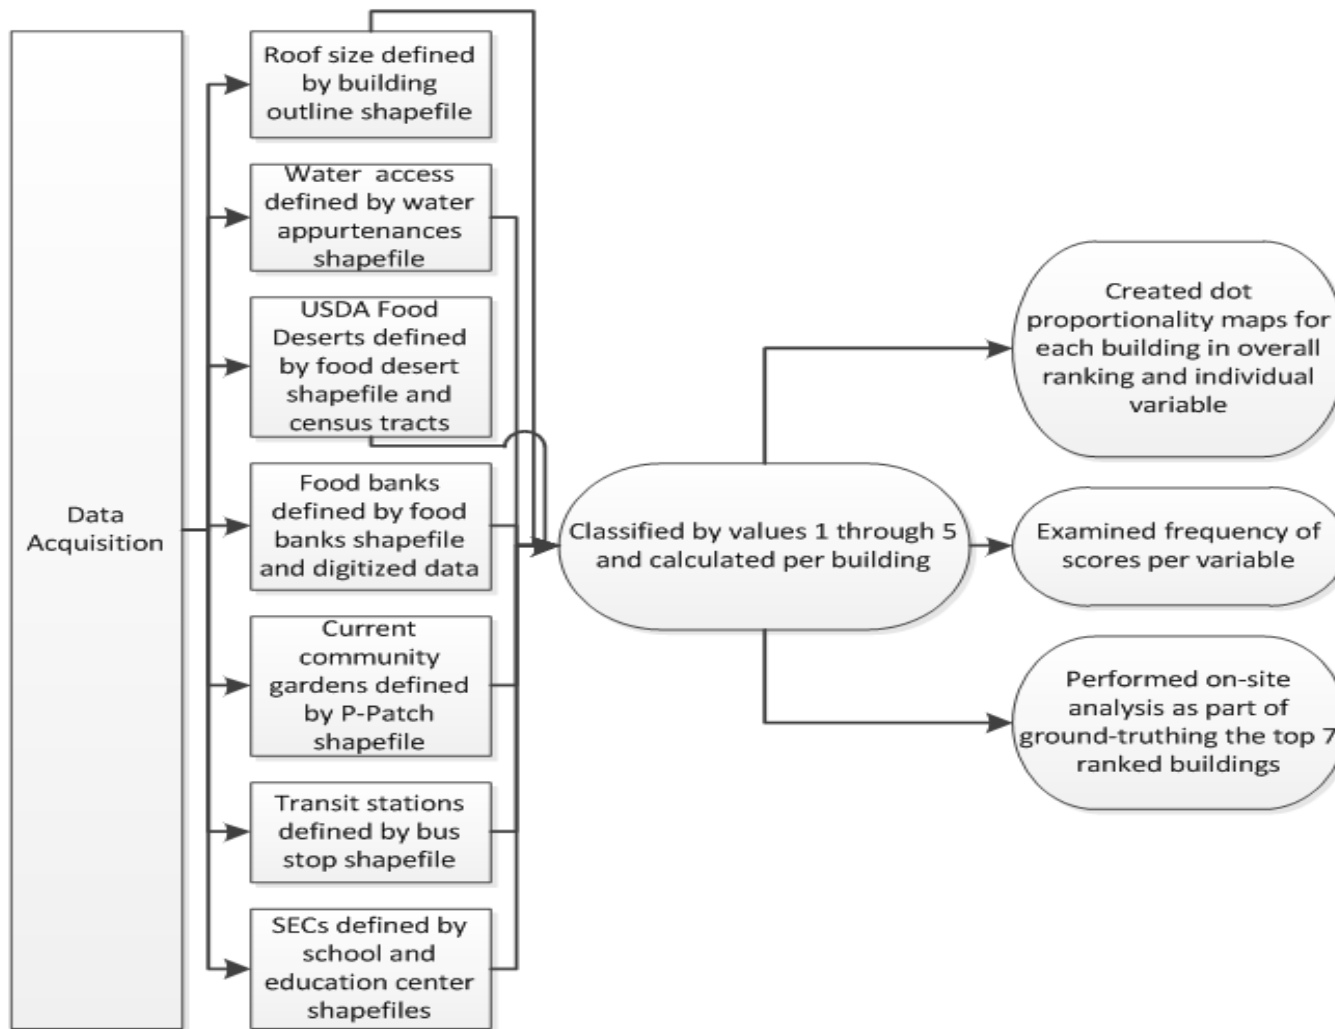 Data
Acquisition
Roof size defined
by building
outline shapefile
Water access
defined by water
appurtenances
shapefile
USDA Food
Deserts defined
by food desert
shapefile and
census tracts
Food banks
defined by food
banks shapefile
and digitized data
Current
community
gardens defined
by P-Patch
shapefile
Transit stations
defined by bus
stop shapefile
SECs defined by
school and
education center
shapefiles
Classified by values 1 through 5
and calculated per building
Created dot
proportionality maps for
each building in overall
ranking and individual
variable
Examined frequency of
scores per variable
Performed on-site
analysis as part of
ground-truthing the top 7
ranked buildings